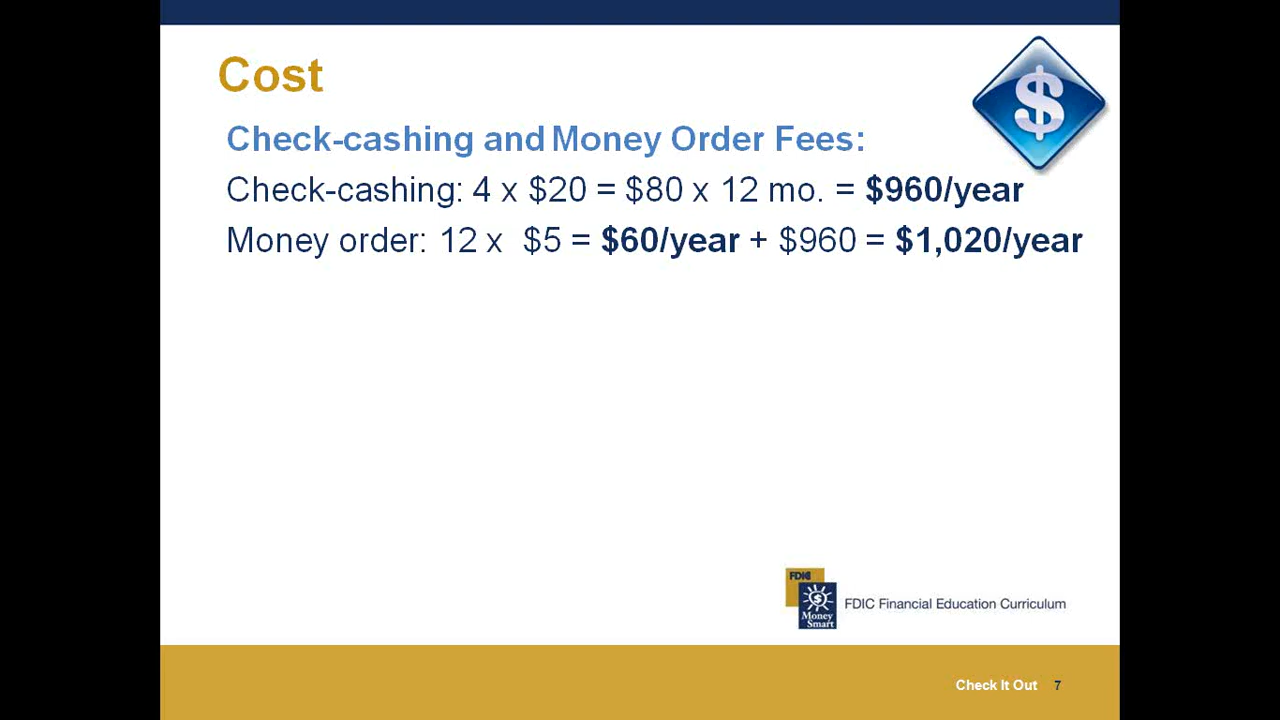 Cost
$
Check-cashing and Money Order Fees:
Check-cashing: 4 x $20 = $80 x 12 mo. = $960/year
Money order: 12 x $5 = $60/year + $960 = $1,020/year
FDIC
$
Money
Smart
FDIC Financial Education Curriculum
Check It Out 7